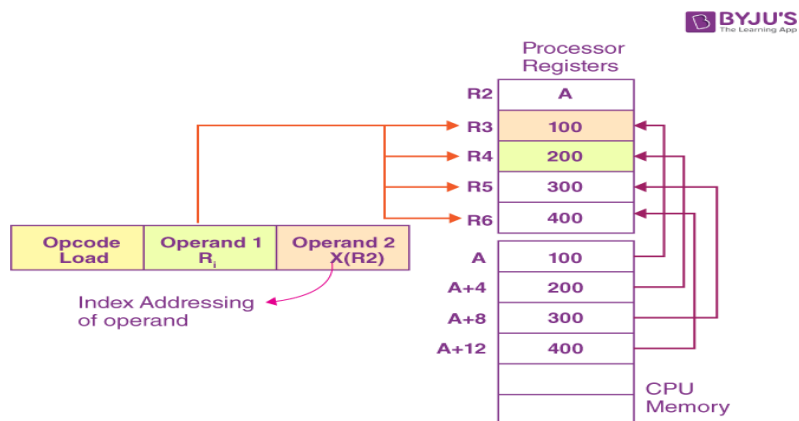 BYJU'S
The Learning App
Processor
Registers
R2 A
R3 100
R4 200
R5 300
R6 400
Opcode Load
Operand 1 Ri
Operand 2 X(R2)
A 100
A+4 200
A+8 300
A+12 400
Index Addressing
of operand
CPU
Memory